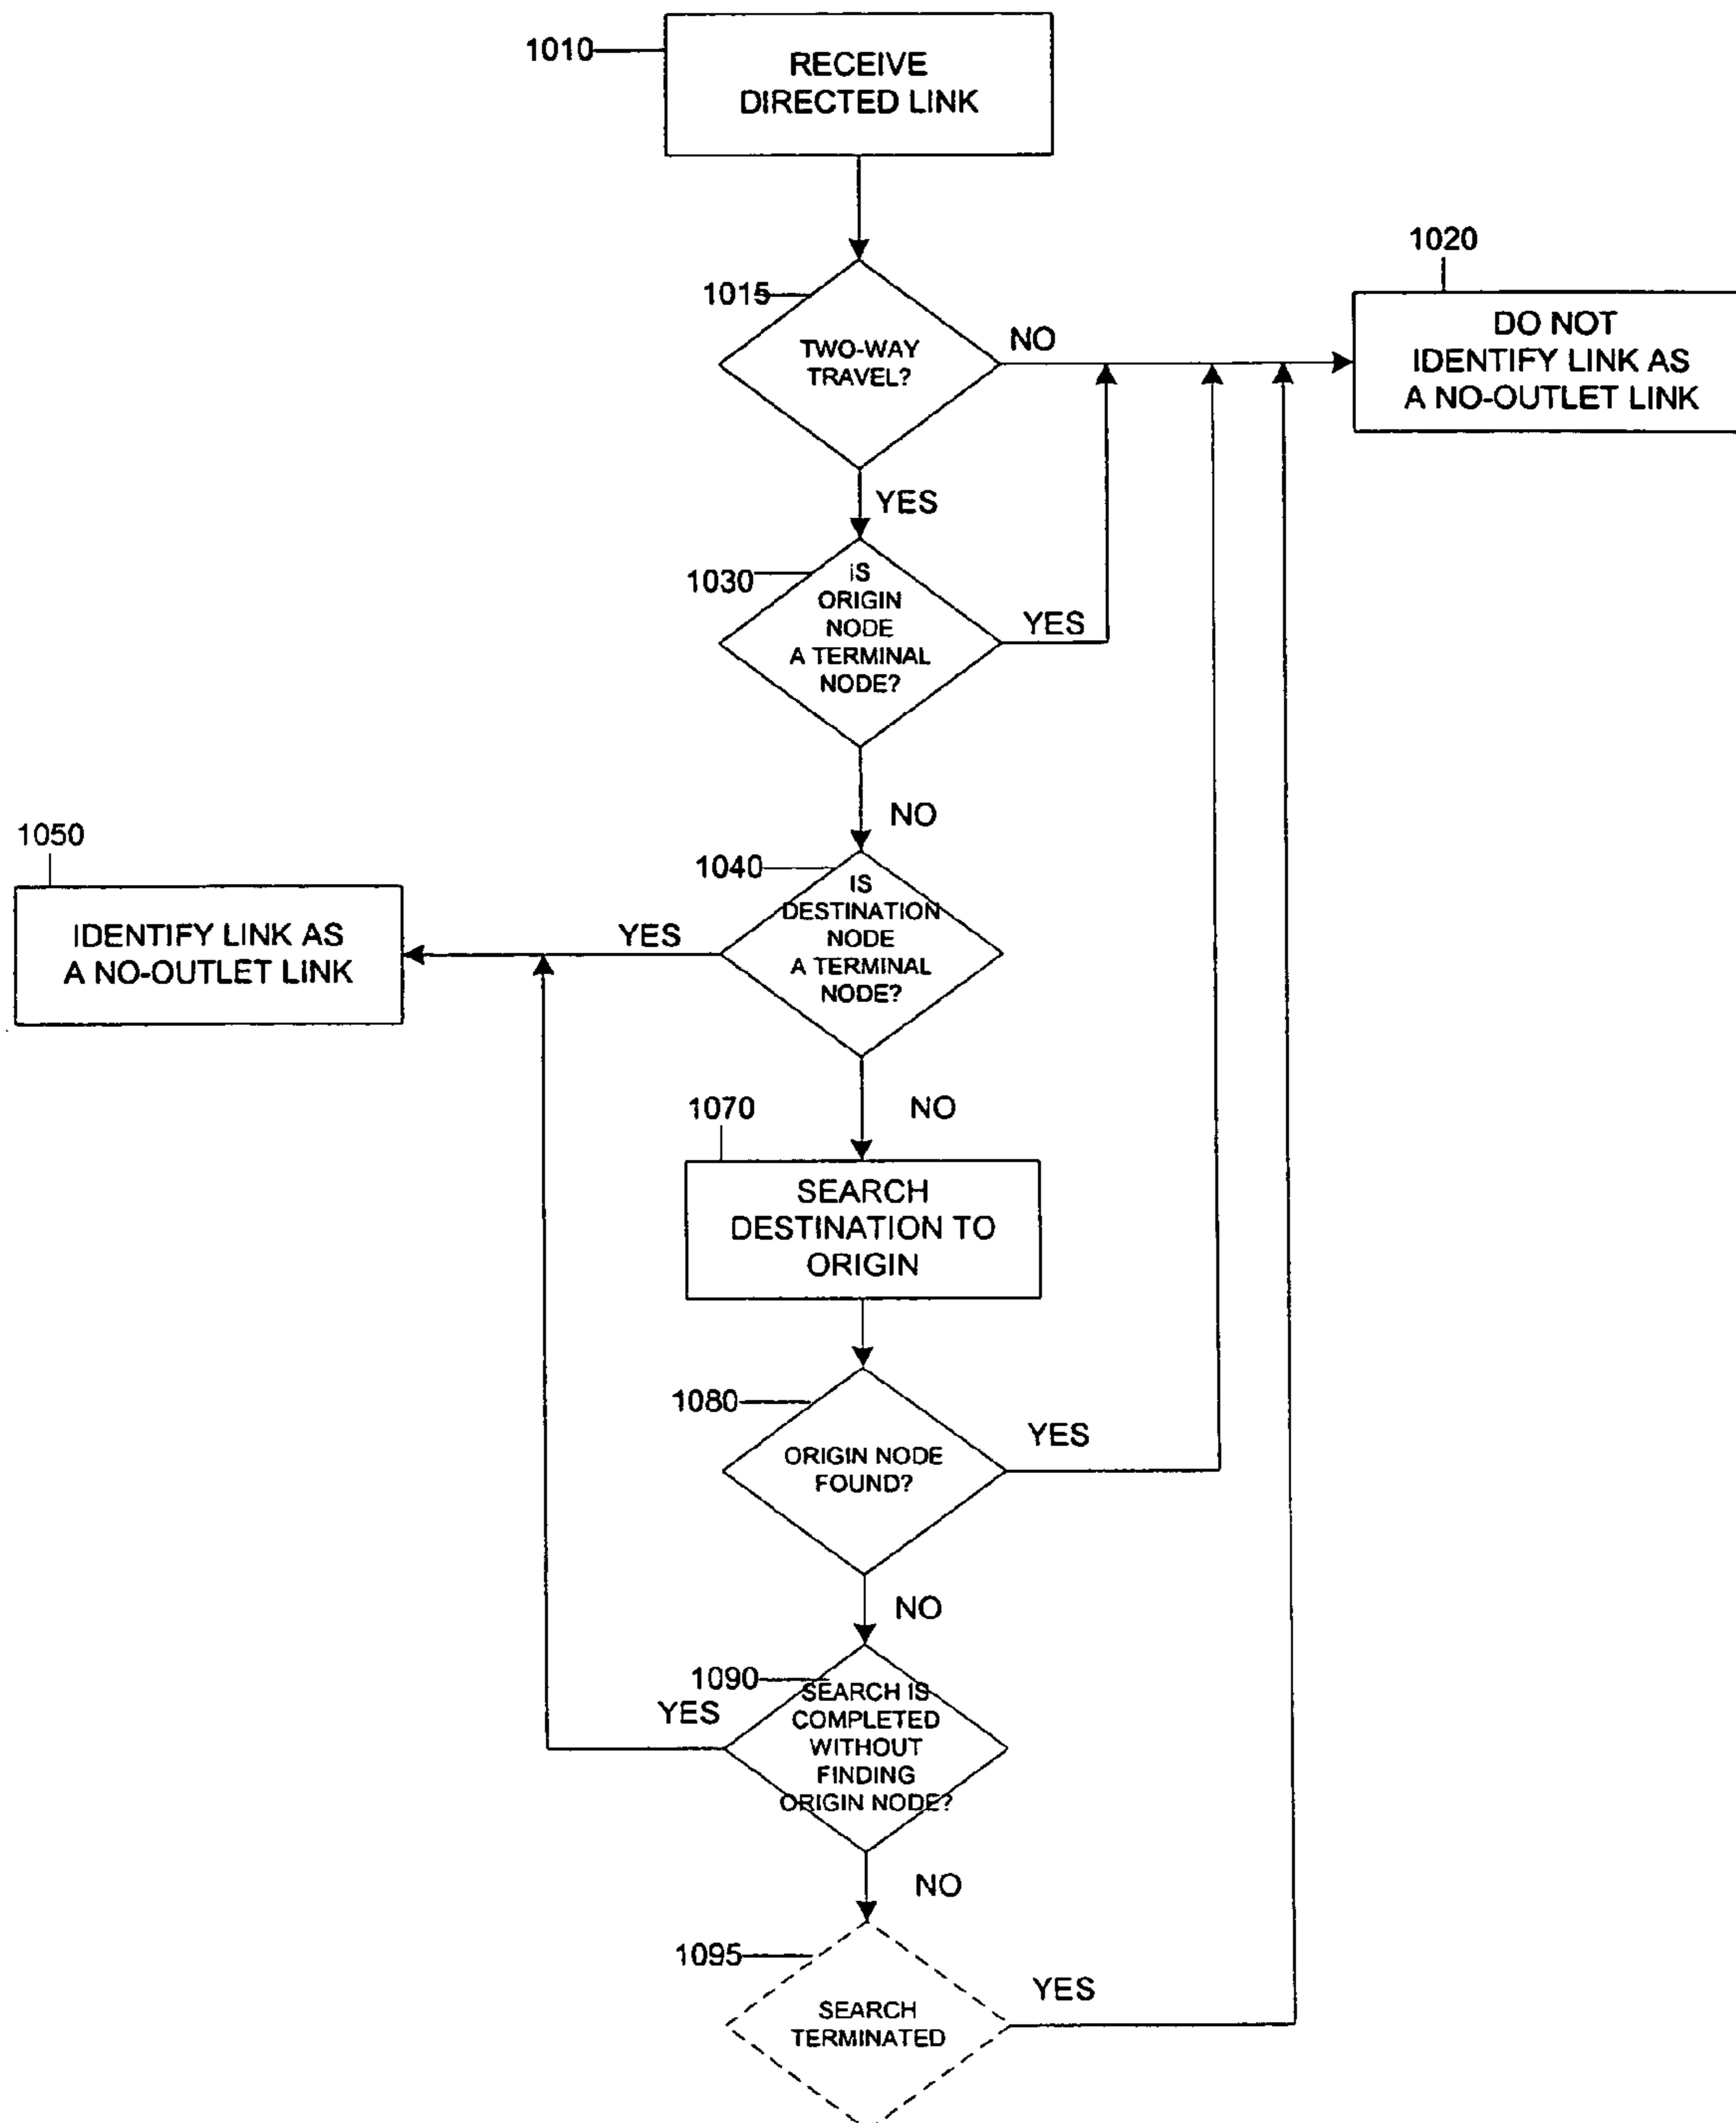 1010
RECEIVE
DIRECTED LINK
1020
1015
TWO-WAY
TRAVEL?
NO
DO NOT
IDENTIFY LINK AS
A NO-OUTLET LINK
YES
1030
IS
ORIGIN
NODE
A TERMINAL
NODE?
YES
NO
1050
1040
IS
DESTINATION
NODE
A TERMINAL
NODE?
YES
IDENTIFY LINK AS
A NO-OUTLET LINK
NO
1070
SEARCH
DESTINATION TO
ORIGIN
1080
ORIGIN NODE
FOUND?
YES
NO
1090
SEARCH IS
COMPLETED
WITHOUT
FINDING
ORIGIN NODE?
YES
NO
1095
SEARCH
TERMINATED
YES